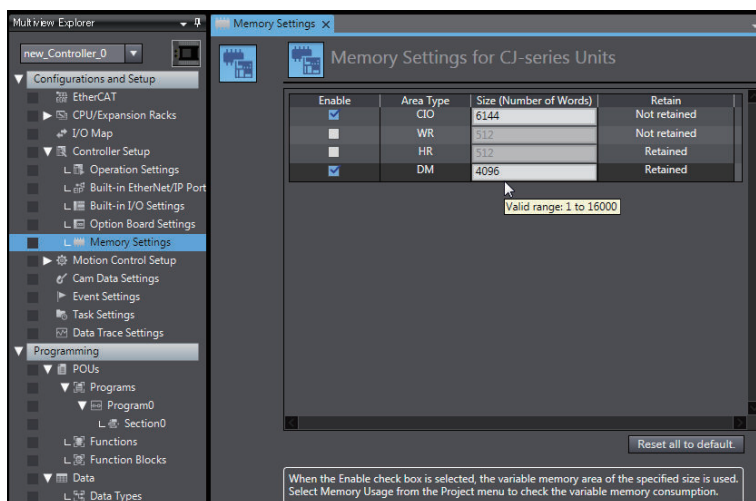 Multiview Explorer
Memory Settings X
new_Controller_0
Configurations and Setup
EtherCAT
CPU/Expansion Racks
I/O Map
Controller Setup
Operation Settings
Built-in EtherNet/IP Port
Built-in I/O Settings
Option Board Settings
Memory Settings
Motion Control Setup
Cam Data Settings
Event Settings
Task Settings
Data Trace Settings
Programming
POUs
Programs
Program0
Section0
Functions
Function Blocks
Data
Data Types
Memory Settings for CJ-series Units
Enable Area Type Size (Number of Words) Retain
CIO 6144 Not retained
WR 512 Not retained
HR 512 Retained
DM 4096 Retained
Valid range: 1 to 16000
Reset all to default.
When the Enable check box is selected, the variable memory area of the specified size is used.
Select Memory Usage from the Project menu to check the variable memory consumption.